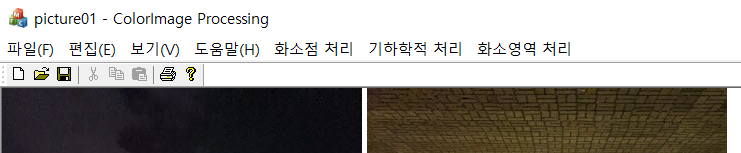 picture01 - ColorImage Processing
파일(F) 편집(E) 보기(V) 도움말(H) 화소점 처리 기하학적 처리 화소영역 처리